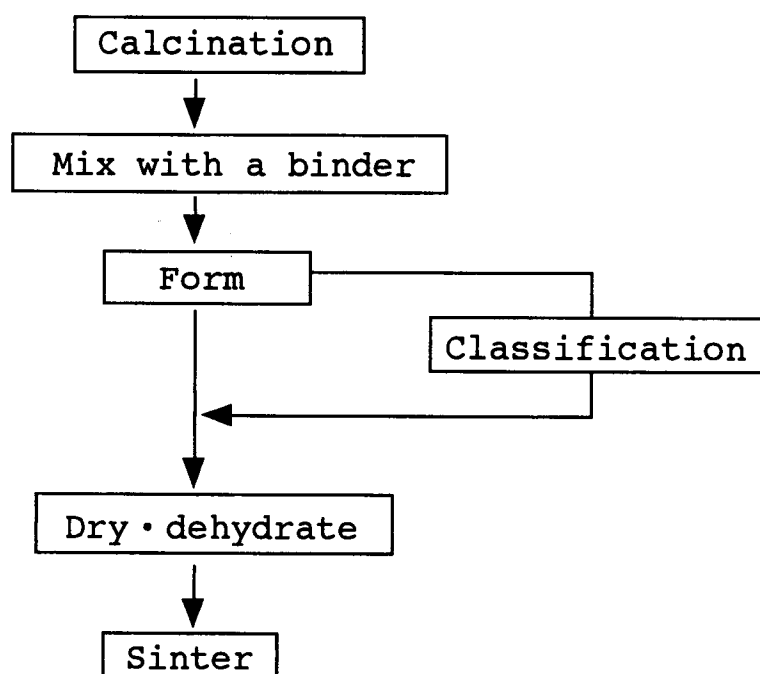 Calcination
Mix with a binder
Form
Classification
Dry・dehydrate
Sinter